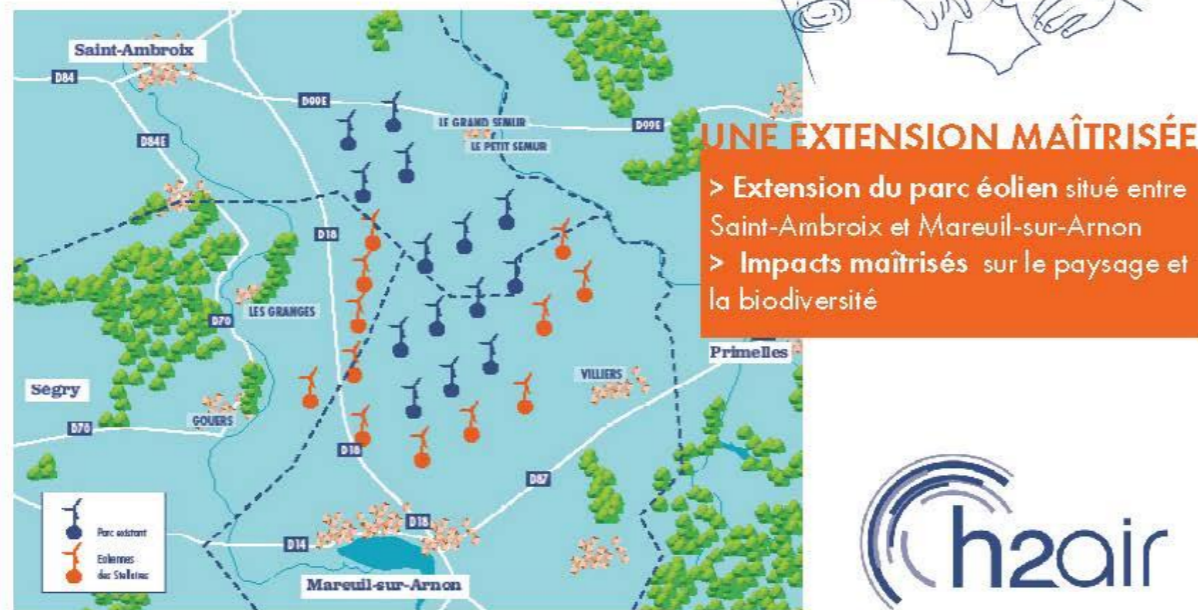 Saint-Ambroix
D84
D99E
LE GRAND SEMUR
D99E
LE PETIT SEMUR
D84E
D18
LES GRANGES
D70
Primelles
VILLIERS
Ségry
GOUERS
D70
D18
D87
Parc existant
Eoliennes
des Stellaires
D18
D14
Mareuil-sur-Arnon
UNE EXTENSION MAÎTRISÉE
> Extension du parc éolien situé entre
Saint-Ambroix et Mareuil-sur-Arnon
> Impacts maîtrisés sur le paysage et
la biodiversité
h2air